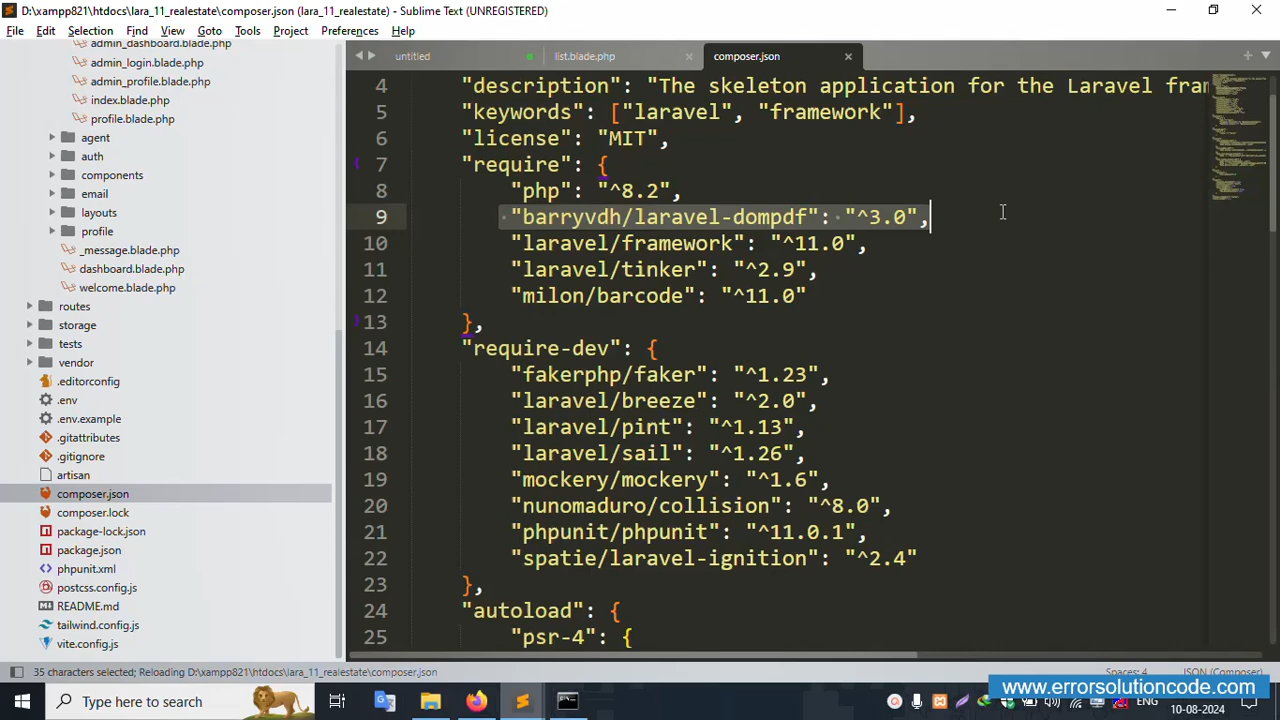 D:\xampp821\htdocs\lara_11_realestate\composer.json (lara_11_realestate) - Sublime Text (UNREGISTERED)
File Edit Selection Find View Goto Tools Project Preferences Help
admin_dashboard.blade.php
admin_login.blade.php
admin_profile.blade.php
index.blade.php
profile.blade.php
agent
auth
components
email
layouts
profile
_message.blade.php
dashboard.blade.php
welcome.blade.php
routes
storage
tests
vendor
.editorconfig
.env
.env.example
.gitattributes
.gitignore
artisan
composer.json
composer.lock
package-lock.json
package.json
phpunit.xml
postcss.config.js
README.md
tailwind.config.js
vite.config.js
untitled list.blade.php composer.json
4 "description": "The skeleton application for the Laravel fram
5 "keywords": ["laravel", "framework"],
6 "license": "MIT",
7 "require": {
8 "php": "^8.2",
9 "barryvdh/laravel-dompdf": "^3.0",
10 "laravel/framework": "^11.0",
11 "laravel/tinker": "^2.9",
12 "milon/barcode": "^11.0"
13 },
14 "require-dev": {
15 "fakerphp/faker": "^1.23",
16 "laravel/breeze": "^2.0",
17 "laravel/pint": "^1.13",
18 "laravel/sail": "^1.26",
19 "mockery/mockery": "^1.6",
20 "nunomaduro/collision": "^8.0",
21 "phpunit/phpunit": "^11.0.1",
22 "spatie/laravel-ignition": "^2.4"
23 },
24 "autoload": {
25 "psr-4": {
35 characters selected; Reloading D:\xampp821\htdocs\lara_11_realestate\composer.json
Spaces: 4 JSON (Composer)
Type here to search
www.errorsolutioncode.com
ENG
10-08-2024